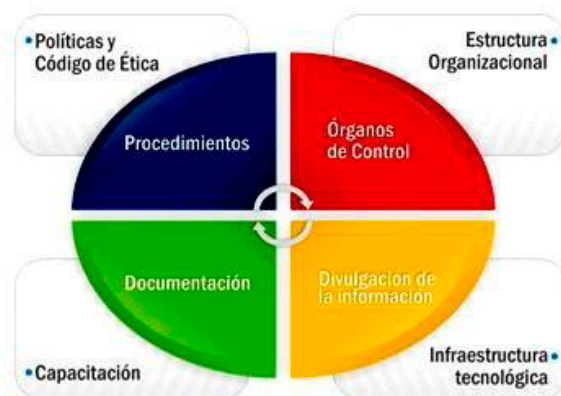 • Políticas y
Código de Ética
Estructura •
Organizacional
Procedimientos
Órganos
de Control
Documentación
Divulgación de
la información
• Capacitación
Infraestructura •
tecnológica